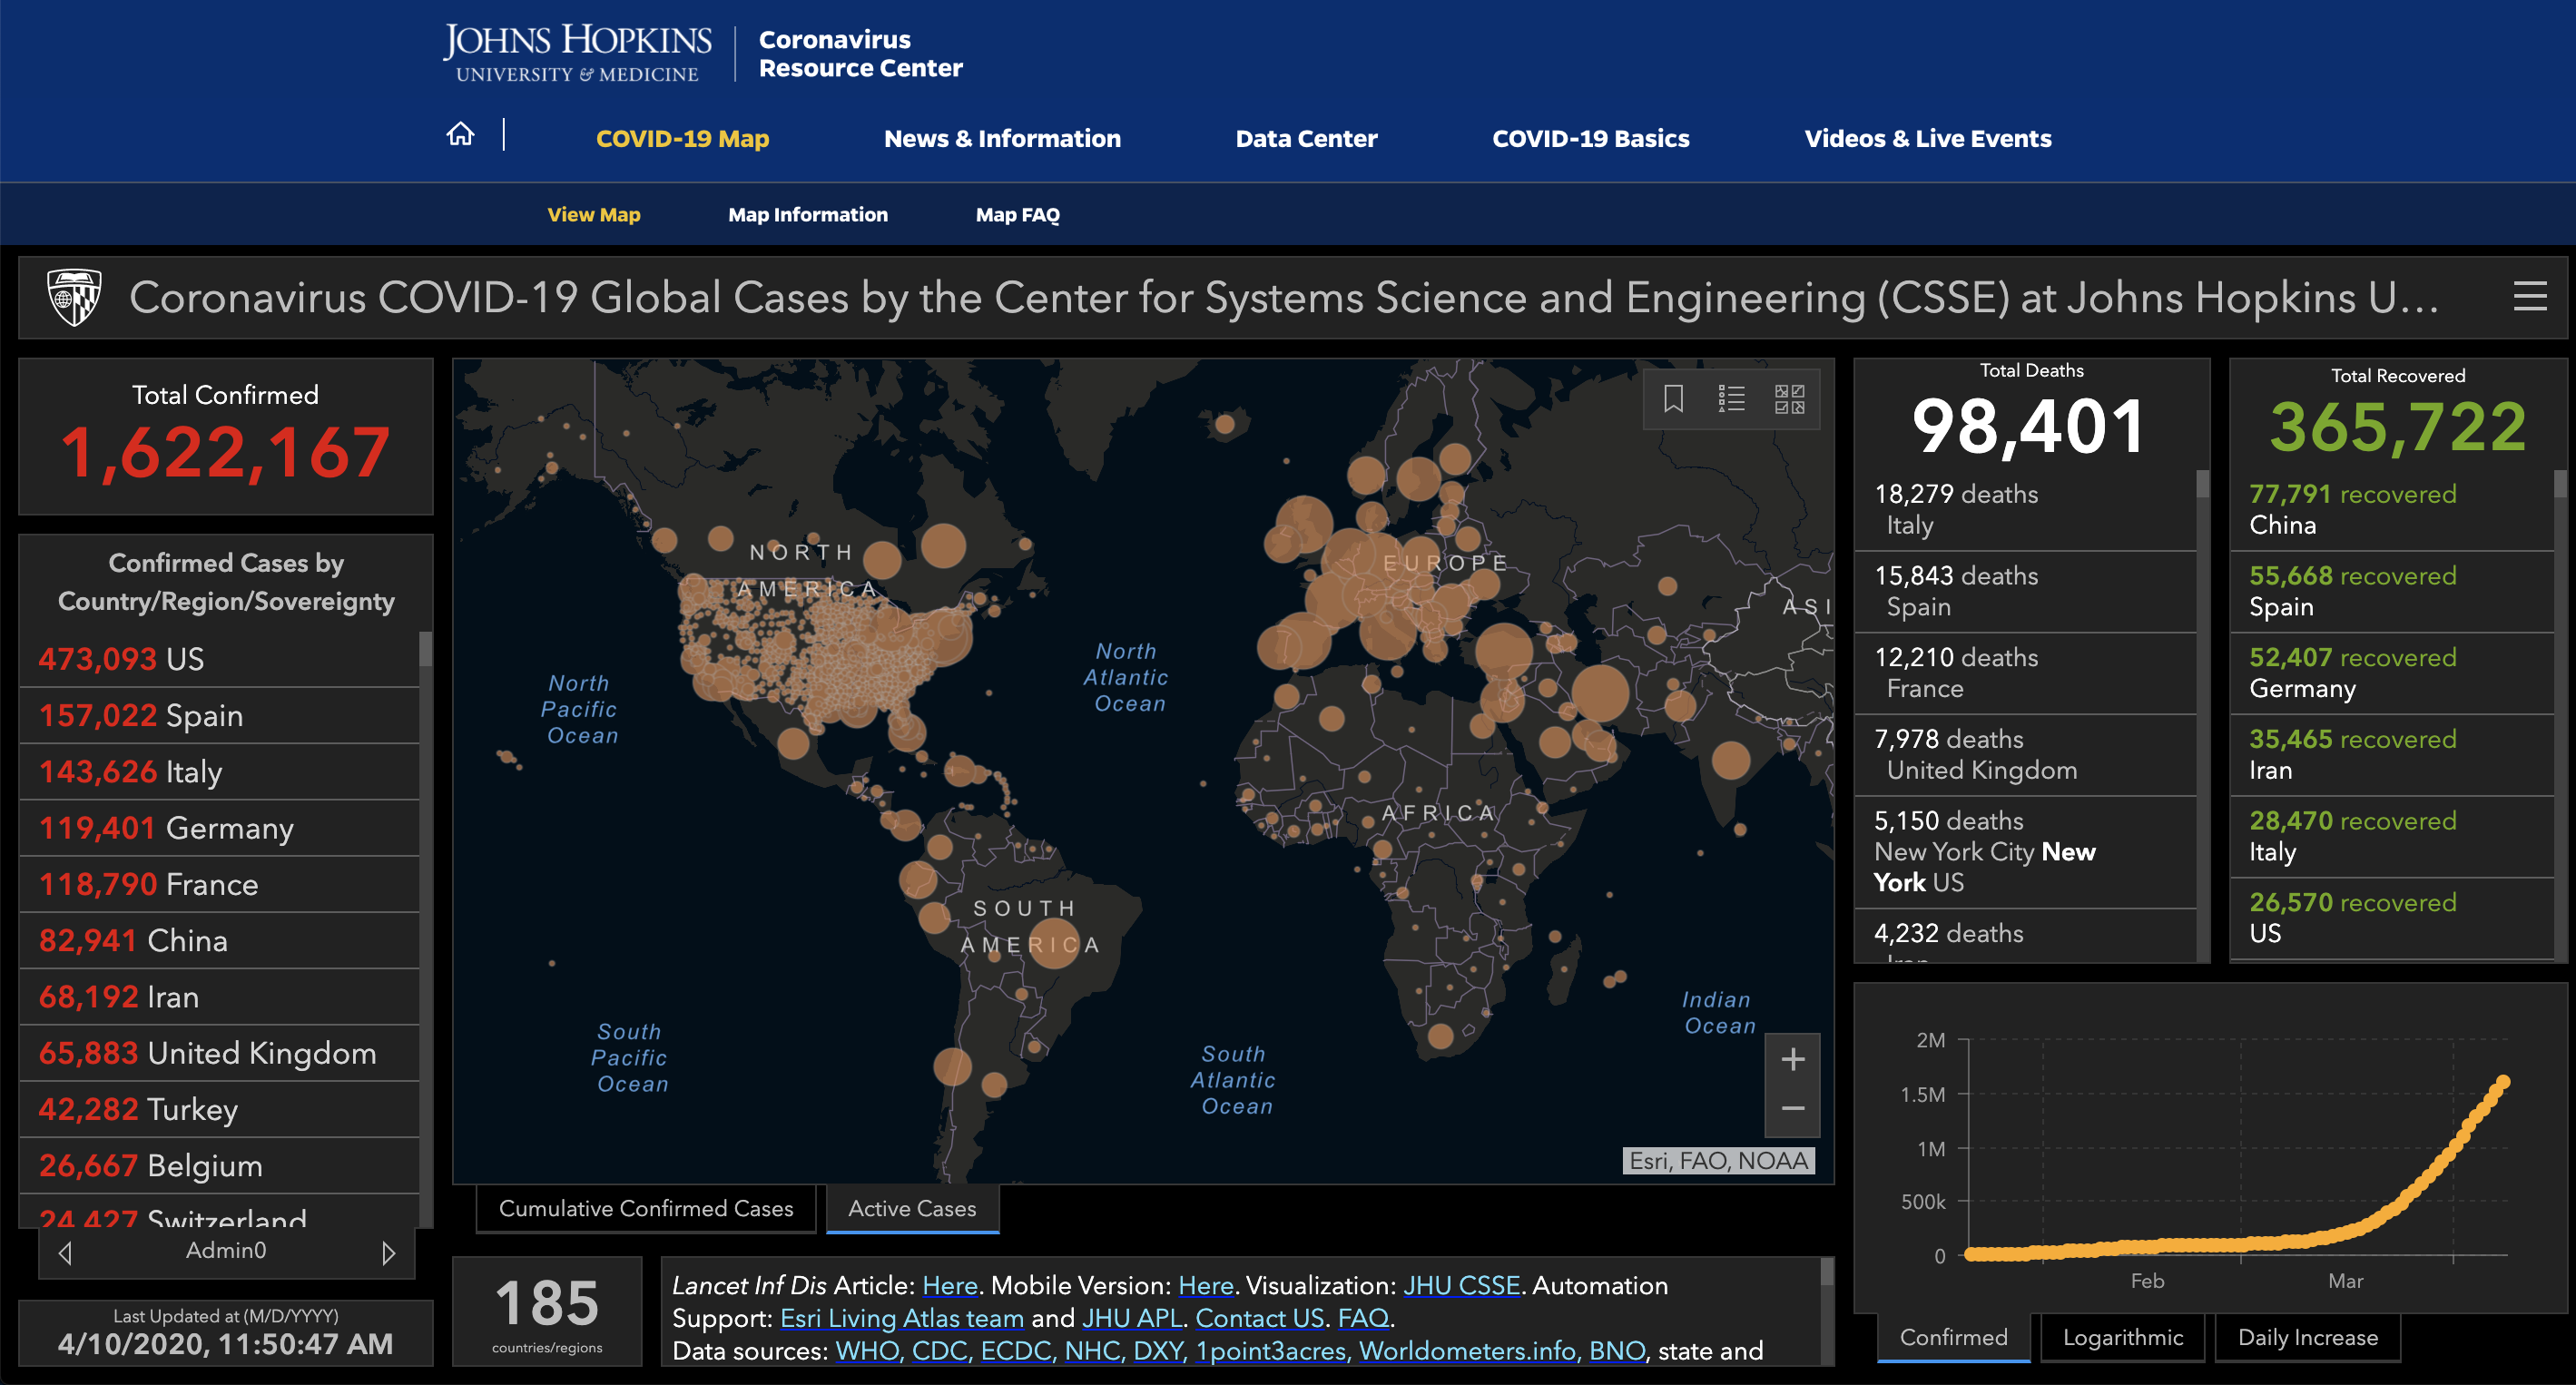 JOHNS HOPKINS
UNIVERSITY & MEDICINE
Coronavirus
Resource Center
COVID-19 Map
News & Information
Data Center
COVID-19 Basics
Videos & Live Events
View Map
Map Information
Map FAQ
Coronavirus COVID-19 Global Cases by the Center for Systems Science and Engineering (CSSE) at Johns Hopkins U...
Total Confirmed
1,622,167
Confirmed Cases by
Country/Region/Sovereignty
473,093 US
157,022 Spain
143,626 Italy
119,401 Germany
118,790 France
82,941 China
68,192 Iran
65,883 United Kingdom
42,282 Turkey
26,667 Belgium
24,427 Switzerland
Admin0
Last Updated at (M/D/YYYY)
4/10/2020, 11:50:47 AM
NORTH
AMERICA
EUROPE
ASI
North
Pacific
Ocean
North
Atlantic
Ocean
AFRICA
SOUTH
AMERICA
Indian
Ocean
South
Pacific
Ocean
South
Atlantic
Ocean
+
−
Esri, FAO, NOAA
Cumulative Confirmed Cases
Active Cases
185
countries/regions
Lancet Inf Dis Article: Here. Mobile Version: Here. Visualization: JHU CSSE. Automation
Support: Esri Living Atlas team and JHU APL. Contact US. FAQ.
Data sources: WHO, CDC, ECDC, NHC, DXY, 1point3acres, Worldometers.info, BNO, state and
Total Deaths
98,401
18,279 deaths
Italy
15,843 deaths
Spain
12,210 deaths
France
7,978 deaths
United Kingdom
5,150 deaths
New York City New
York US
4,232 deaths
Iran
Total Recovered
365,722
77,791 recovered
China
55,668 recovered
Spain
52,407 recovered
Germany
35,465 recovered
Iran
28,470 recovered
Italy
26,570 recovered
US
2M
1.5M
1M
500k
0
Feb
Mar
Confirmed
Logarithmic
Daily Increase